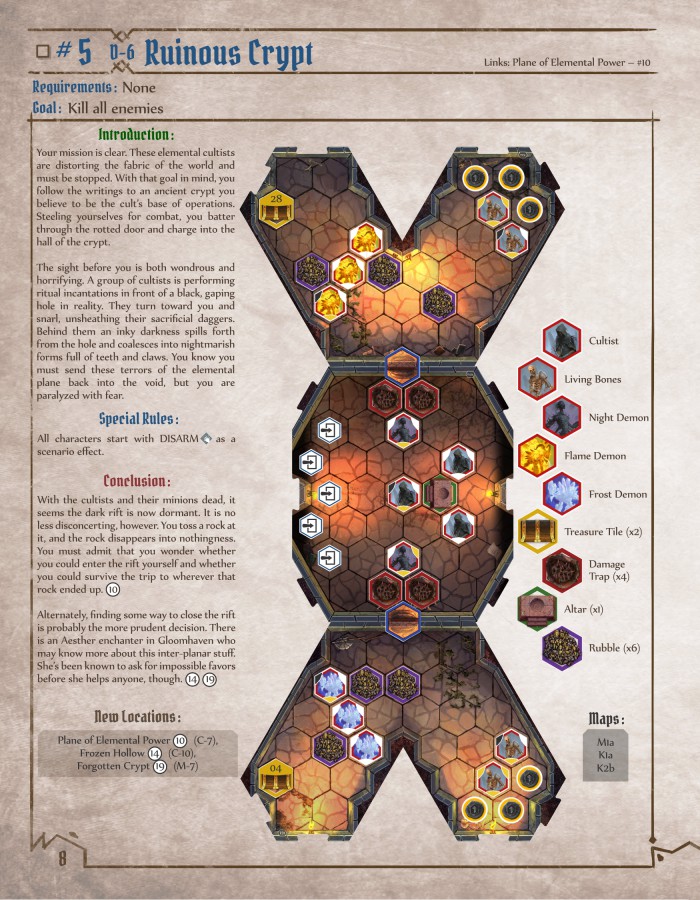 #5 D-6 Ruinous Crypt
Links: Plane of Elemental Power – #10
Requirements: None
Goal: Kill all enemies
Introduction:
Your mission is clear. These elemental cultists
are distorting the fabric of the world and
must be stopped. With that goal in mind, you
follow the writings to an ancient crypt you
believe to be the cult's base of operations.
Steeling yourselves for combat, you batter
through the rotted door and charge into the
hall of the crypt.
The sight before you is both wondrous and
horrifying. A group of cultists is performing
ritual incantations in front of a black, gaping
hole in reality. They turn toward you and
snarl, unsheathing their sacrificial daggers.
Behind them an inky darkness spills forth
from the hole and coalesces into nightmarish
forms full of teeth and claws. You know you
must send these terrors of the elemental
plane back into the void, but you are
paralyzed with fear.
Special Rules:
All characters start with DISARM as a
scenario effect.
Conclusion:
With the cultists and their minions dead, it
seems the dark rift is now dormant. It is no
less disconcerting, however. You toss a rock at
it, and the rock disappears into nothingness.
You must admit that you wonder whether
you could enter the rift yourself and whether
you could survive the trip to wherever that
rock ended up. 10
Alternately, finding some way to close the rift
is probably the more prudent decision. There
is an Aesther enchanter in Gloomhaven who
may know more about this inter-planar stuff.
She's been known to ask for impossible favors
before she helps anyone, though. 14 19
New Locations:
Plane of Elemental Power 10 (C-7),
Frozen Hollow 14 (C-10),
Forgotten Crypt 19 (M-7)
28
04
Cultist
Living Bones
Night Demon
Flame Demon
Frost Demon
Treasure Tile (x2)
Damage
Trap (x4)
Altar (x1)
Rubble (x6)
Maps:
M1a
K1a
K2b
8